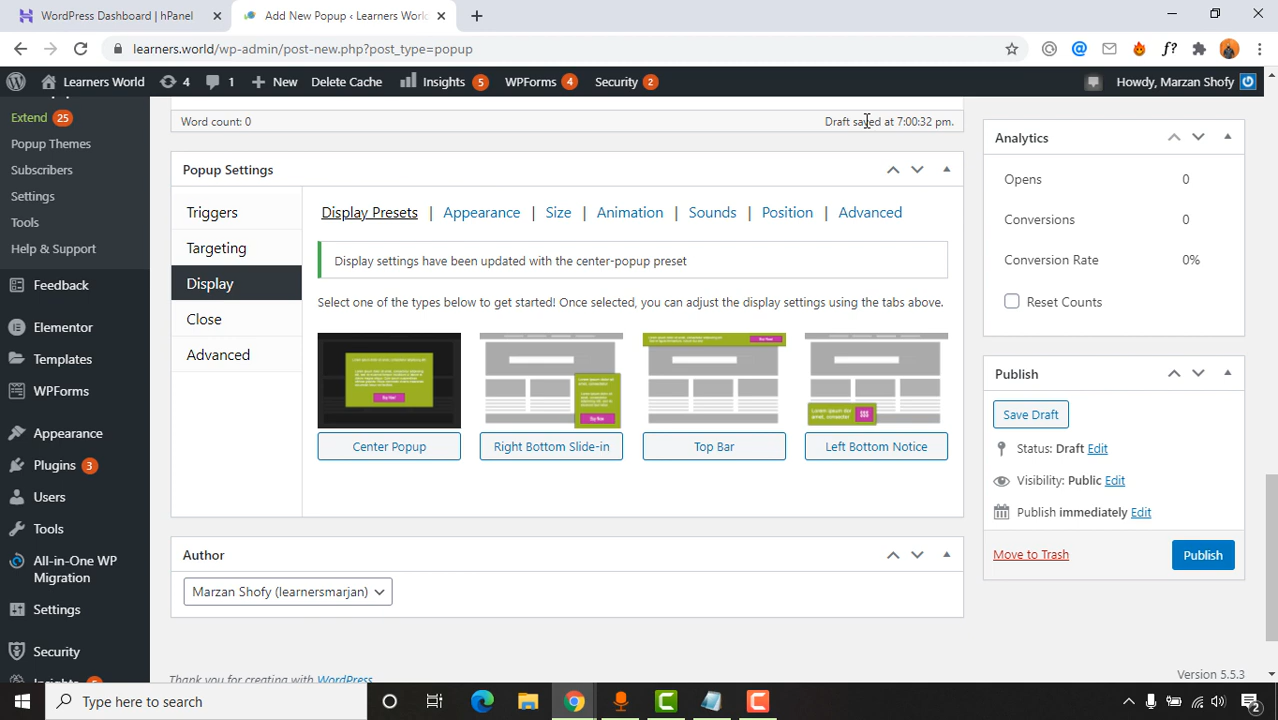 WordPress Dashboard | hPanel
Add New Popup ‹ Learners World
learners.world/wp-admin/post-new.php?post_type=popup
Learners World
4
1
New
Delete Cache
Insights 5
WPForms 4
Security 2
Howdy, Marzan Shofy
Extend 25
Popup Themes
Subscribers
Settings
Tools
Help & Support
Feedback
Elementor
Templates
WPForms
Appearance
Plugins 3
Users
Tools
All-in-One WP
Migration
Settings
Security
Insights
Word count: 0
Draft saved at 7:00:32 pm.
Popup Settings
Triggers
Targeting
Display
Close
Advanced
Display Presets | Appearance | Size | Animation | Sounds | Position | Advanced
Display settings have been updated with the center-popup preset
Select one of the types below to get started! Once selected, you can adjust the display settings using the tabs above.
Center Popup
Right Bottom Slide-in
Top Bar
Left Bottom Notice
Author
Marzan Shofy (learnersmarjan)
Thank you for creating with WordPress
Version 5.5.3
Analytics
Opens 0
Conversions 0
Conversion Rate 0%
Reset Counts
Publish
Save Draft
Status: Draft Edit
Visibility: Public Edit
Publish immediately Edit
Move to Trash
Publish
Type here to search
2